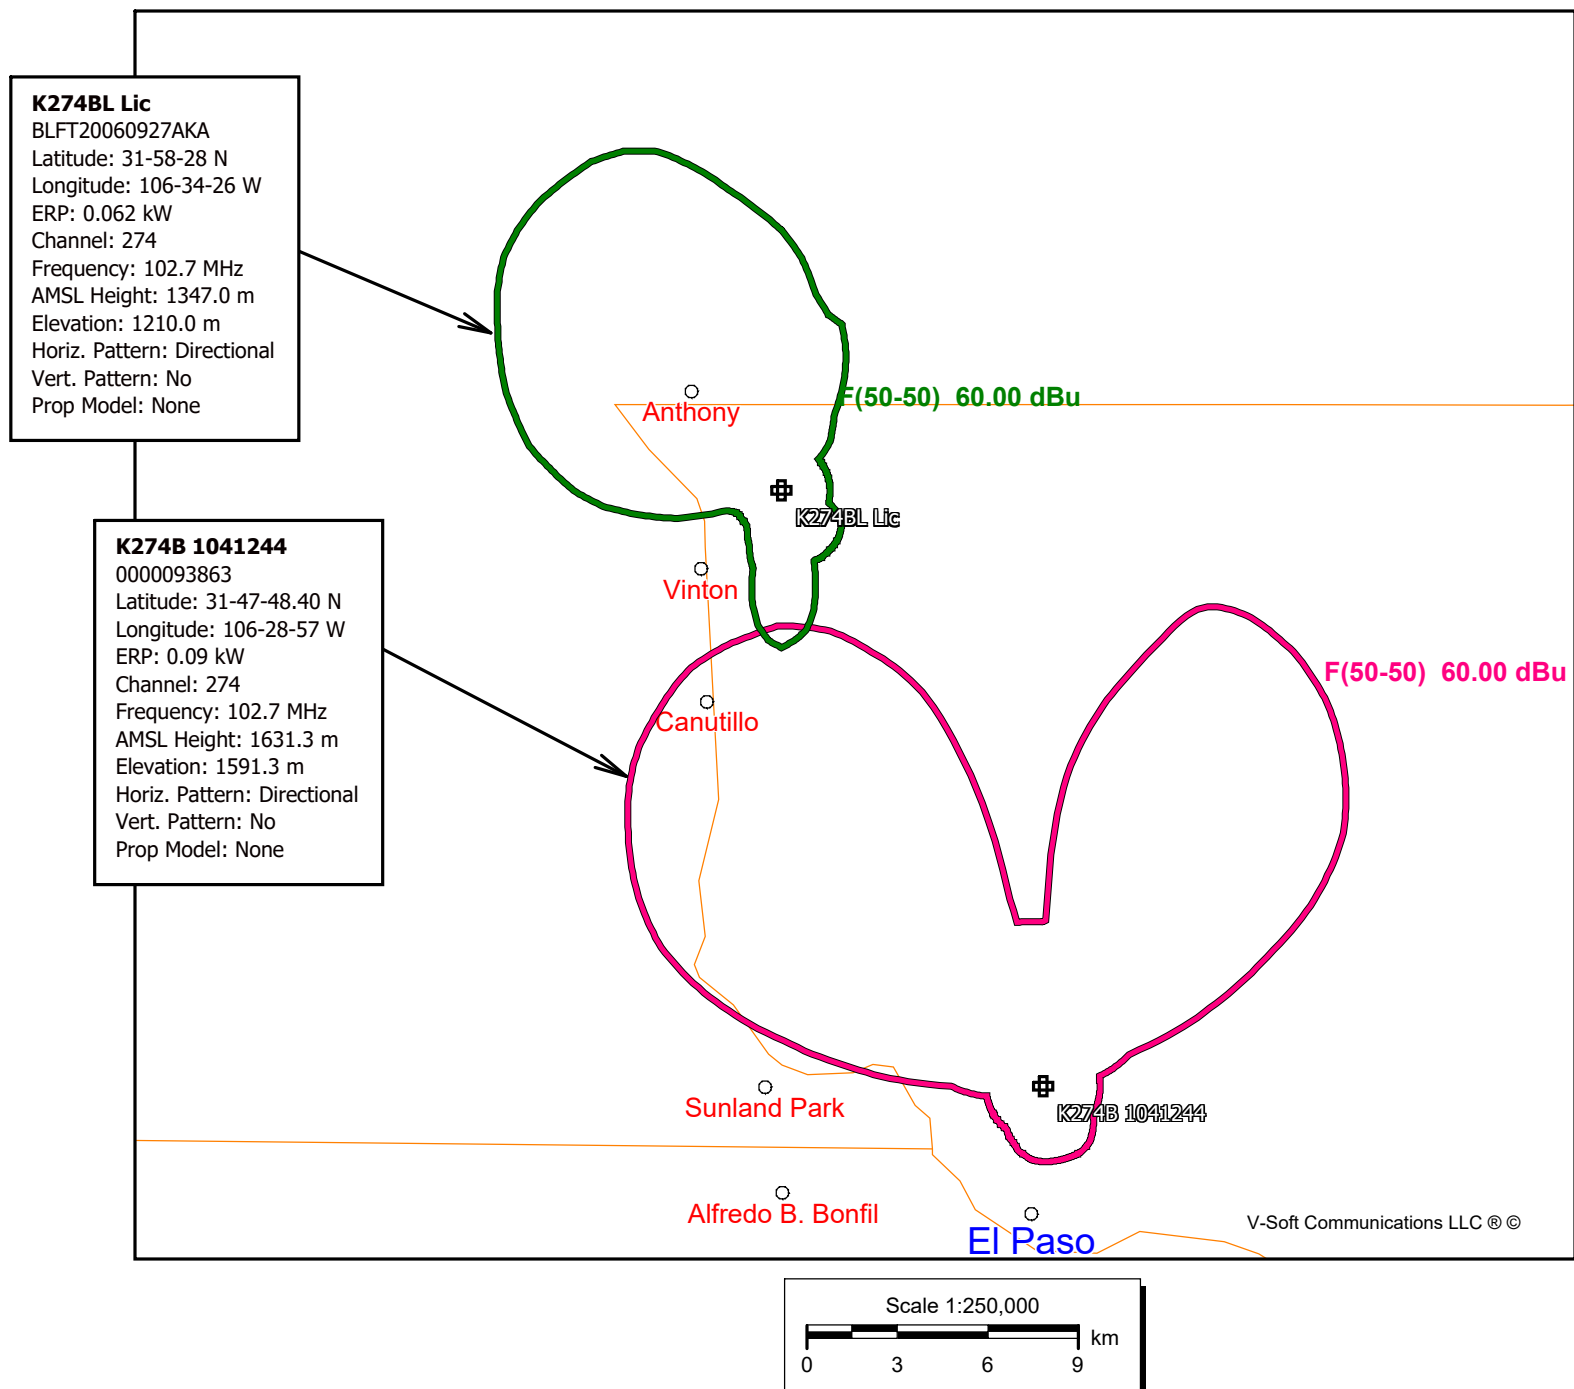 K274BL Lic
BLFT20060927AKA
Latitude: 31-58-28 N
Longitude: 106-34-26 W
ERP: 0.062 kW
Channel: 274
Frequency: 102.7 MHz
AMSL Height: 1347.0 m
Elevation: 1210.0 m
Horiz. Pattern: Directional
Vert. Pattern: No
Prop Model: None
F(50-50) 60.00 dBu
Anthony
K274BL Lic
K274B 1041244
0000093863
Latitude: 31-47-48.40 N
Longitude: 106-28-57 W
ERP: 0.09 kW
Channel: 274
Frequency: 102.7 MHz
AMSL Height: 1631.3 m
Elevation: 1591.3 m
Horiz. Pattern: Directional
Vert. Pattern: No
Prop Model: None
Vinton
F(50-50) 60.00 dBu
Canutillo
Sunland Park
K274B 1041244
Alfredo B. Bonfil
El Paso
V-Soft Communications LLC ® ©
Scale 1:250,000
km
0 3 6 9